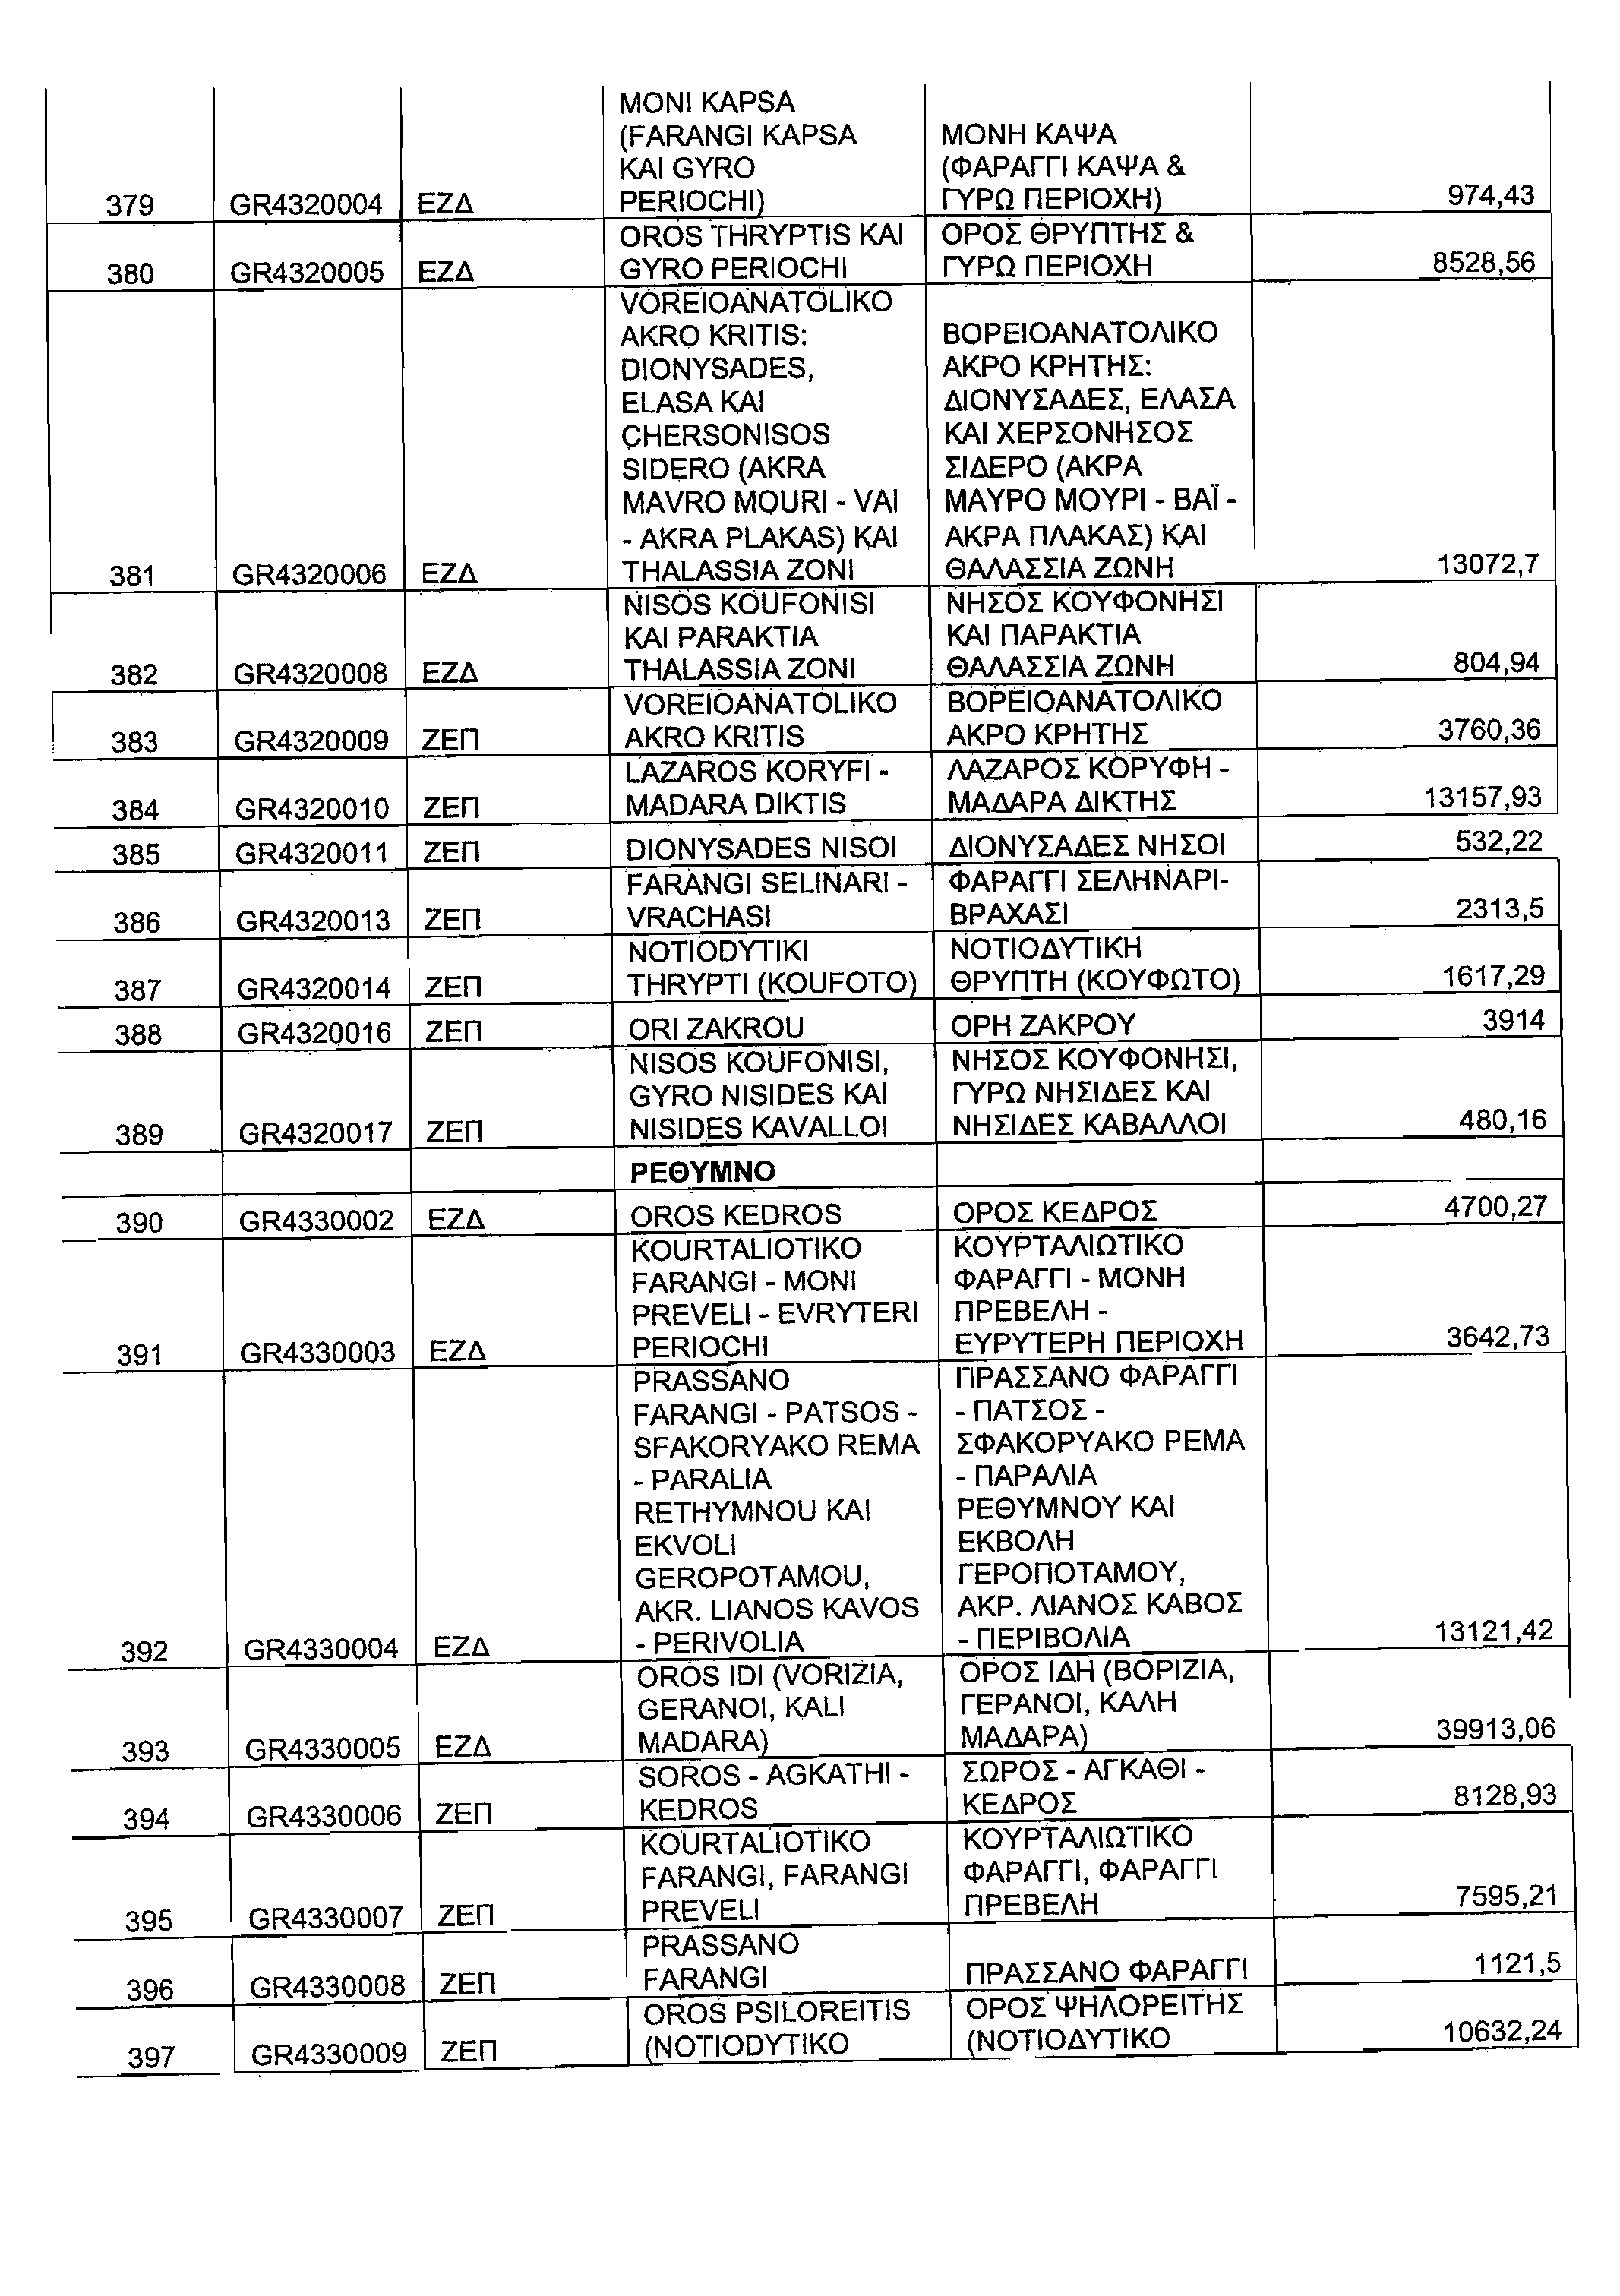 MONI KAPSA
(FARANGI KAPSA ΜΟΝΗ ΚΑΨΑ
KAI GYRO (ΦΑΡΑΓΓΙ ΚΑΨΑ &
379 GR4320004 ΕΖΔ PERIOCHI) ΓΥΡΩ ΠΕΡΙΟΧΗ) 974,43
OROS THRYPTIS KAI ΟΡΟΣ ΘΡΥΠΤΗΣ &
380 GR4320005 ΕΖΔ GYRO PERIOCHI ΓΥΡΩ ΠΕΡΙΟΧΗ 8528,56
VOREIOANATOLIKO
AKRO KRITIS: ΒΟΡΕΙΟΑΝΑΤΟΛΙΚΟ
DIONYSADES, ΑΚΡΟ ΚΡΗΤΗΣ:
ELASA KAI ΔΙΟΝΥΣΑΔΕΣ, ΕΛΑΣΑ
CHERSONISOS ΚΑΙ ΧΕΡΣΟΝΗΣΟΣ
SIDERO (AKRA ΣΙΔΕΡΟ (ΑΚΡΑ
MAVRO MOURI - VAI ΜΑΥΡΟ ΜΟΥΡΙ - ΒΑΪ -
- AKRA PLAKAS) KAI ΑΚΡΑ ΠΛΑΚΑΣ) ΚΑΙ
381 GR4320006 ΕΖΔ THALASSIA ZONI ΘΑΛΑΣΣΙΑ ΖΩΝΗ 13072,7
NISOS KOUFONISI ΝΗΣΟΣ ΚΟΥΦΟΝΗΣΙ
KAI PARAKTIA ΚΑΙ ΠΑΡΑΚΤΙΑ
382 GR4320008 ΕΖΔ THALASSIA ZONI ΘΑΛΑΣΣΙΑ ΖΩΝΗ 804,94
VOREIOANATOLIKO ΒΟΡΕΙΟΑΝΑΤΟΛΙΚΟ
383 GR4320009 ΖΕΠ AKRO KRITIS ΑΚΡΟ ΚΡΗΤΗΣ 3760,36
LAZAROS KORYFI - ΛΑΖΑΡΟΣ ΚΟΡΥΦΗ -
384 GR4320010 ΖΕΠ MADARA DIKTIS ΜΑΔΑΡΑ ΔΙΚΤΗΣ 13157,93
385 GR4320011 ΖΕΠ DIONYSADES NISOI ΔΙΟΝΥΣΑΔΕΣ ΝΗΣΟΙ 532,22
FARANGI SELINARI - ΦΑΡΑΓΓΙ ΣΕΛΗΝΑΡΙ-
386 GR4320013 ΖΕΠ VRACHASI ΒΡΑΧΑΣΙ 2313,5
NOTIODYTIKI ΝΟΤΙΟΔΥΤΙΚΗ
387 GR4320014 ΖΕΠ THRYPTI (KOUFOTO) ΘΡΥΠΤΗ (ΚΟΥΦΩΤΟ) 1617,29
388 GR4320016 ΖΕΠ ORI ZAKROU ΟΡΗ ΖΑΚΡΟΥ 3914
NISOS KOUFONISI, ΝΗΣΟΣ ΚΟΥΦΟΝΗΣΙ,
GYRO NISIDES KAI ΓΥΡΩ ΝΗΣΙΔΕΣ ΚΑΙ
389 GR4320017 ΖΕΠ NISIDES KAVALLOI ΝΗΣΙΔΕΣ ΚΑΒΑΛΛΟΙ 480,16
ΡΕΘΥΜΝΟ
390 GR4330002 ΕΖΔ OROS KEDROS ΟΡΟΣ ΚΕΔΡΟΣ 4700,27
KOURTALIOTIKO ΚΟΥΡΤΑΛΙΩΤΙΚΟ
FARANGI - MONI ΦΑΡΑΓΓΙ - ΜΟΝΗ
PREVELI - EVRYTERI ΠΡΕΒΕΛΗ -
391 GR4330003 ΕΖΔ PERIOCHI ΕΥΡΥΤΕΡΗ ΠΕΡΙΟΧΗ 3642,73
PRASSANO ΠΡΑΣΣΑΝΟ ΦΑΡΑΓΓΙ
FARANGI - PATSOS - - ΠΑΤΣΟΣ -
SFAKORYAKO REMA ΣΦΑΚΟΡΥΑΚΟ ΡΕΜΑ
- PARALIA - ΠΑΡΑΛΙΑ
RETHYMNOU KAI ΡΕΘΥΜΝΟΥ ΚΑΙ
EKVOLI ΕΚΒΟΛΗ
GEROPOTAMOU, ΓΕΡΟΠΟΤΑΜΟΥ,
AKR. LIANOS KAVOS ΑΚΡ. ΛΙΑΝΟΣ ΚΑΒΟΣ
392 GR4330004 ΕΖΔ - PERIVOLIA - ΠΕΡΙΒΟΛΙΑ 13121,42
OROS IDI (VORIZIA, ΟΡΟΣ ΙΔΗ (ΒΟΡΙΖΙΑ,
GERANOI, KALI ΓΕΡΑΝΟΙ, ΚΑΛΗ
393 GR4330005 ΕΖΔ MADARA) ΜΑΔΑΡΑ) 39913,06
SOROS - AGKATHI - ΣΩΡΟΣ - ΑΓΚΑΘΙ -
394 GR4330006 ΖΕΠ KEDROS ΚΕΔΡΟΣ 8128,93
KOURTALIOTIKO ΚΟΥΡΤΑΛΙΩΤΙΚΟ
FARANGI, FARANGI ΦΑΡΑΓΓΙ, ΦΑΡΑΓΓΙ
395 GR4330007 ΖΕΠ PREVELI ΠΡΕΒΕΛΗ 7595,21
PRASSANO
396 GR4330008 ΖΕΠ FARANGI ΠΡΑΣΣΑΝΟ ΦΑΡΑΓΓΙ 1121,5
OROS PSILOREITIS ΟΡΟΣ ΨΗΛΟΡΕΙΤΗΣ
397 GR4330009 ΖΕΠ (NOTIODYTIKO (ΝΟΤΙΟΔΥΤΙΚΟ 10632,24